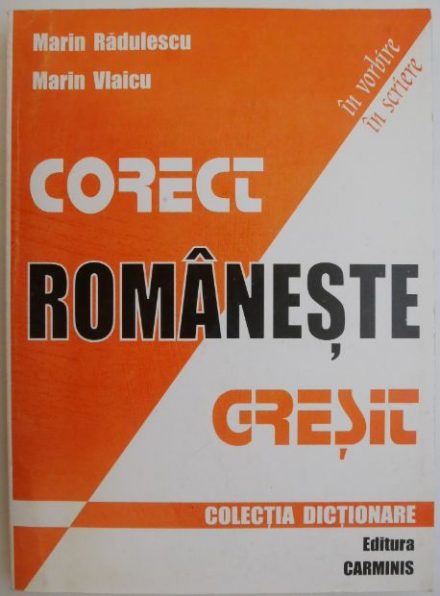 Marin Rădulescu
Marin Vlaicu
în vorbire
în scriere
CORECT
ROMÂNEȘTE
GREȘIT
COLECȚIA DICȚIONARE
Editura
CARMINIS